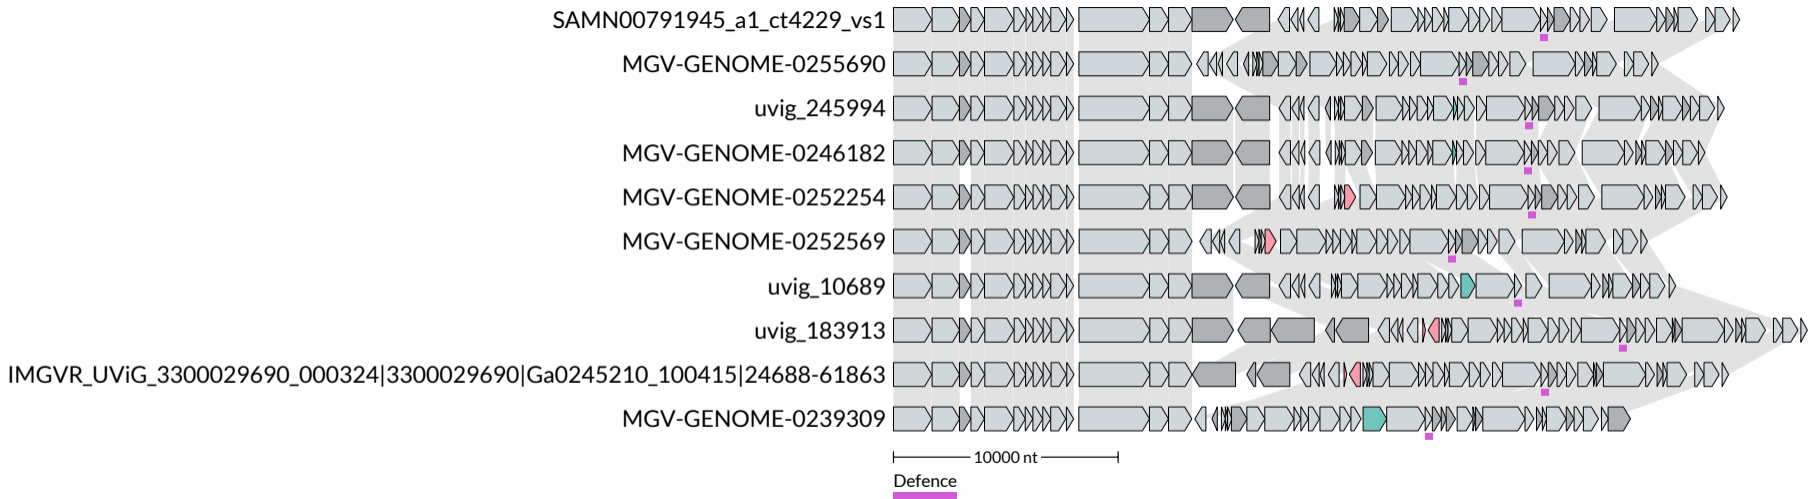 SAMN00791945_a1_ct4229_vs1
MGV-GENOME-0255690
uvig_245994
MGV-GENOME-0246182
MGV-GENOME-0252254
MGV-GENOME-0252569
uvig_10689
uvig_183913
IMGVR_UViG_3300029690_000324|3300029690|Ga0245210_100415|24688-61863
MGV-GENOME-0239309
10000 nt
Defence